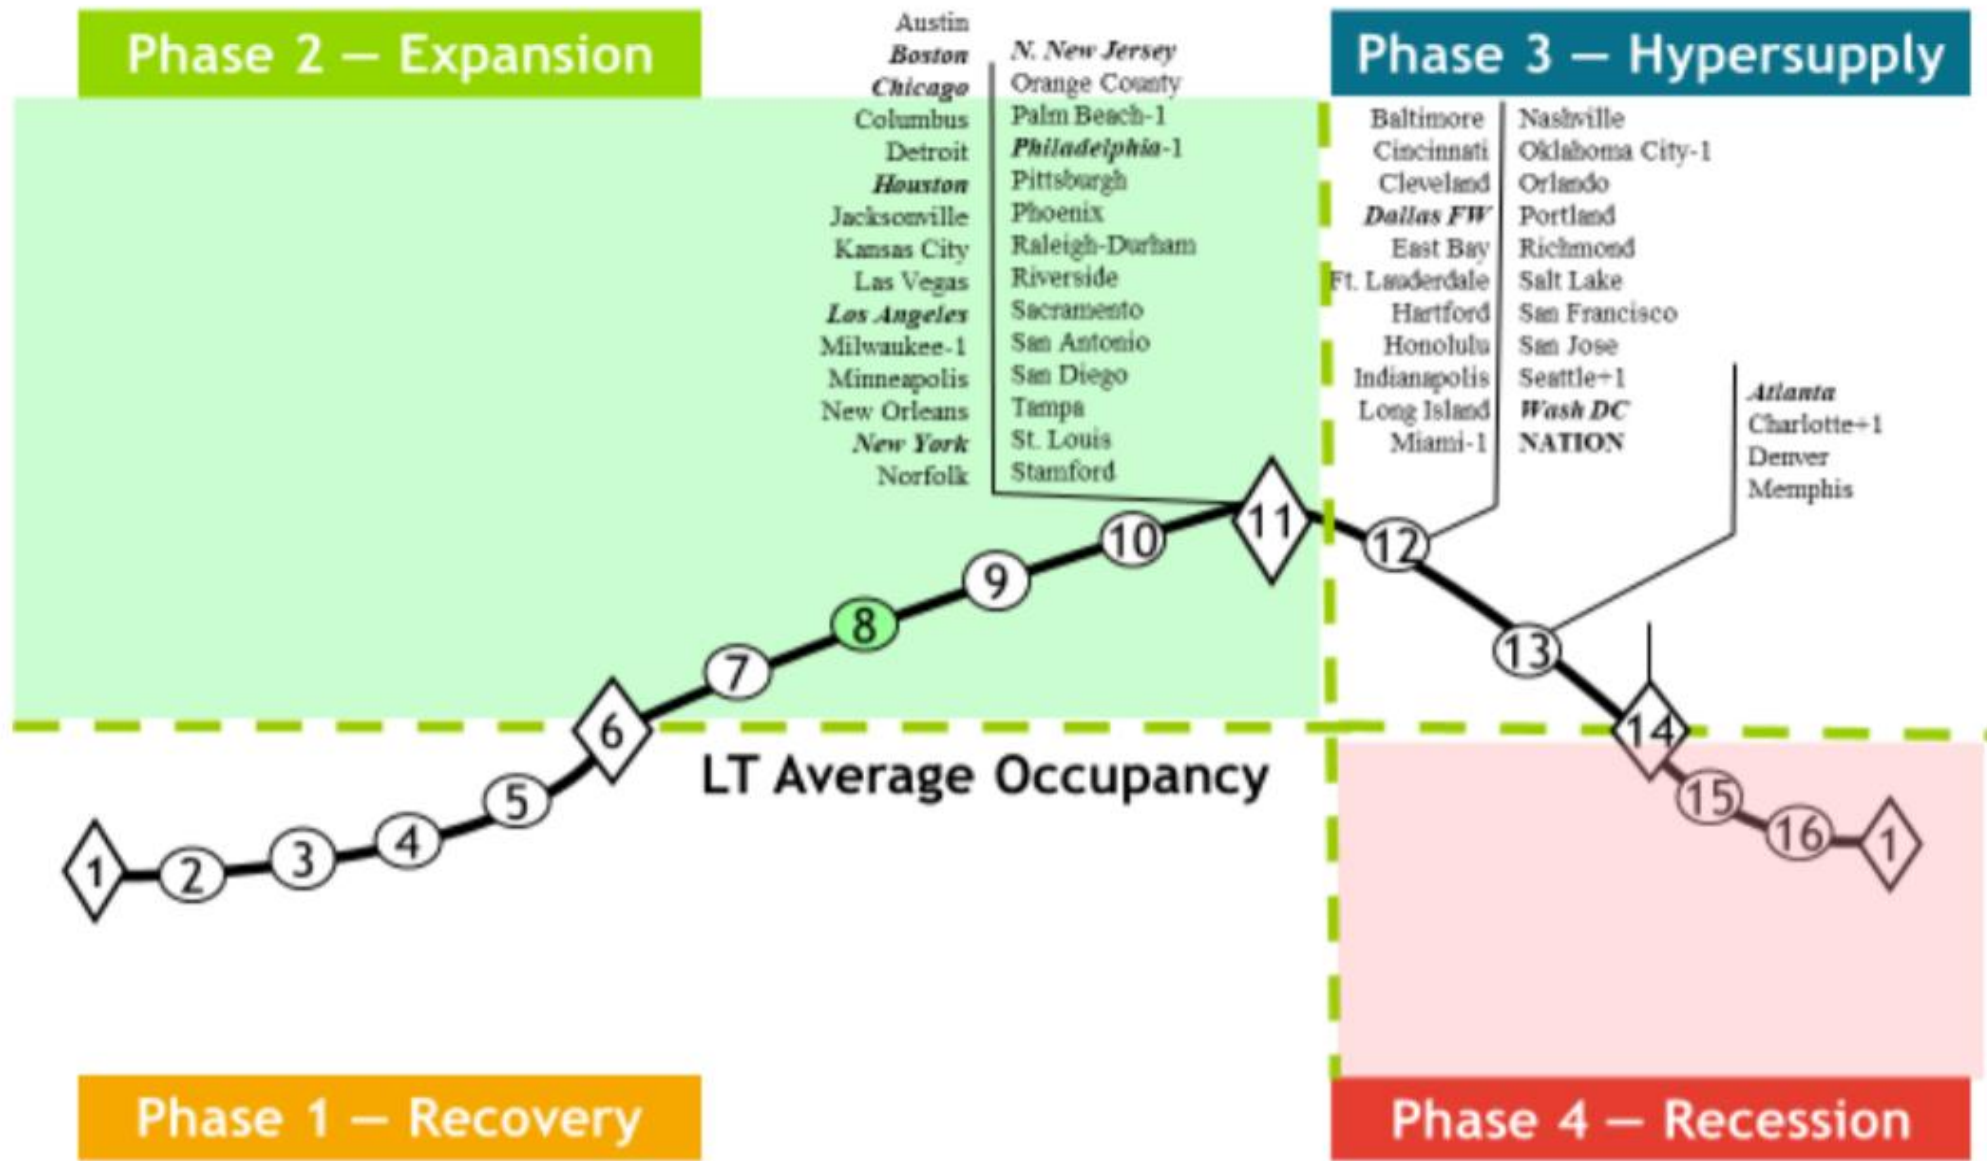 Phase 2 — Expansion
Austin
Boston
Chicago
Columbus
Detroit
Houston
Jacksonville
Kansas City
Las Vegas
Los Angeles
Milwaukee-1
Minneapolis
New Orleans
New York
Norfolk
N. New Jersey
Orange County
Palm Beach-1
Philadelphia-1
Pittsburgh
Phoenix
Raleigh-Durham
Riverside
Sacramento
San Antonio
San Diego
Tampa
St. Louis
Stamford
Phase 3 — Hypersupply
Baltimore
Cincinnati
Cleveland
Dallas FW
East Bay
Ft. Lauderdale
Hartford
Honolulu
Indianapolis
Long Island
Miami-1
Nashville
Oklahoma City-1
Orlando
Portland
Richmond
Salt Lake
San Francisco
San Jose
Seattle+1
Wash DC
NATION
Atlanta
Charlotte+1
Denver
Memphis
1
2
3
4
5
6
7
8
9
10
11
12
13
14
15
16
1
LT Average Occupancy
Phase 1 — Recovery
Phase 4 — Recession